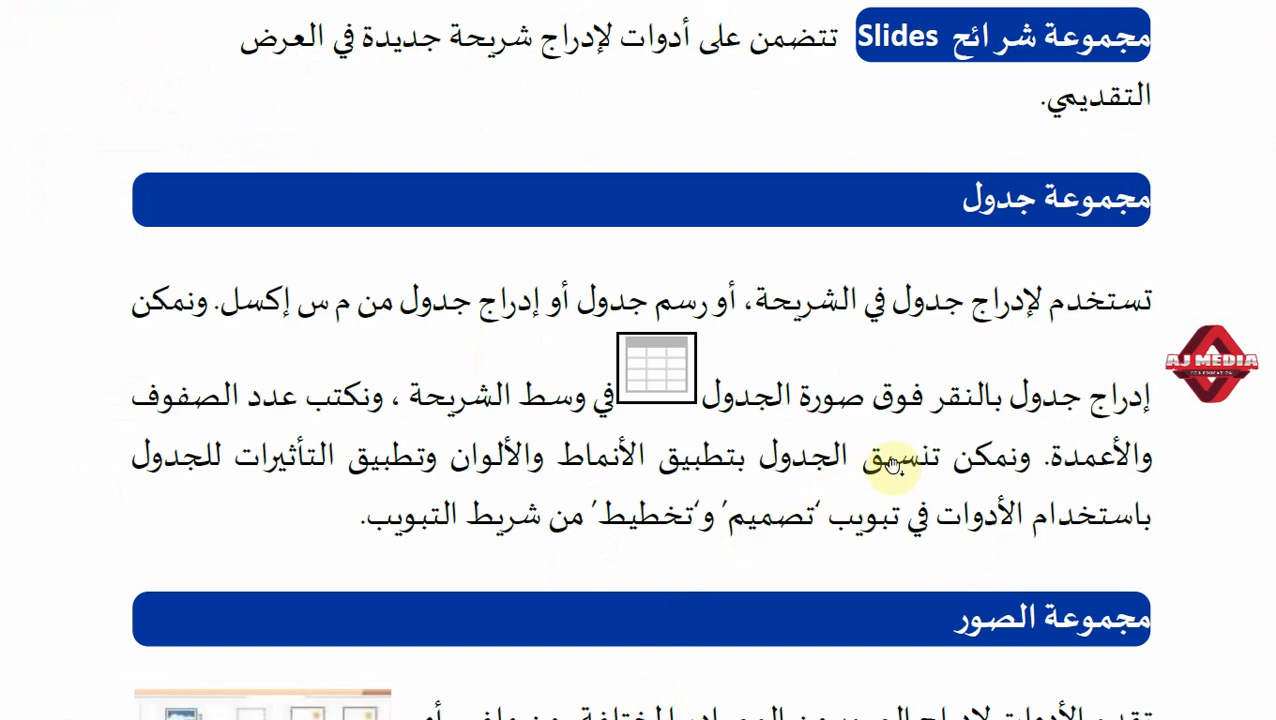 مجموعة شرائح Slides تتضمن على أدوات لإدراج شريحة جديدة في العرض
التقديمي.
مجموعة جدول
تستخدم لإدراج جدول في الشريحة، أو رسم جدول أو إدراج جدول من م س إكسل. ونمكن
إدراج جدول بالنقر فوق صورة الجدول في وسط الشريحة ، ونكتب عدد الصفوف
والأعمدة. ونمكن تنسيق الجدول بتطبيق الأنماط والألوان وتطبيق التأثيرات للجدول
باستخدام الأدوات في تبويب ‘تصميم’ و‘تخطيط’ من شريط التبويب.
AJ MEDIA
FOR EDUCATION
مجموعة الصور